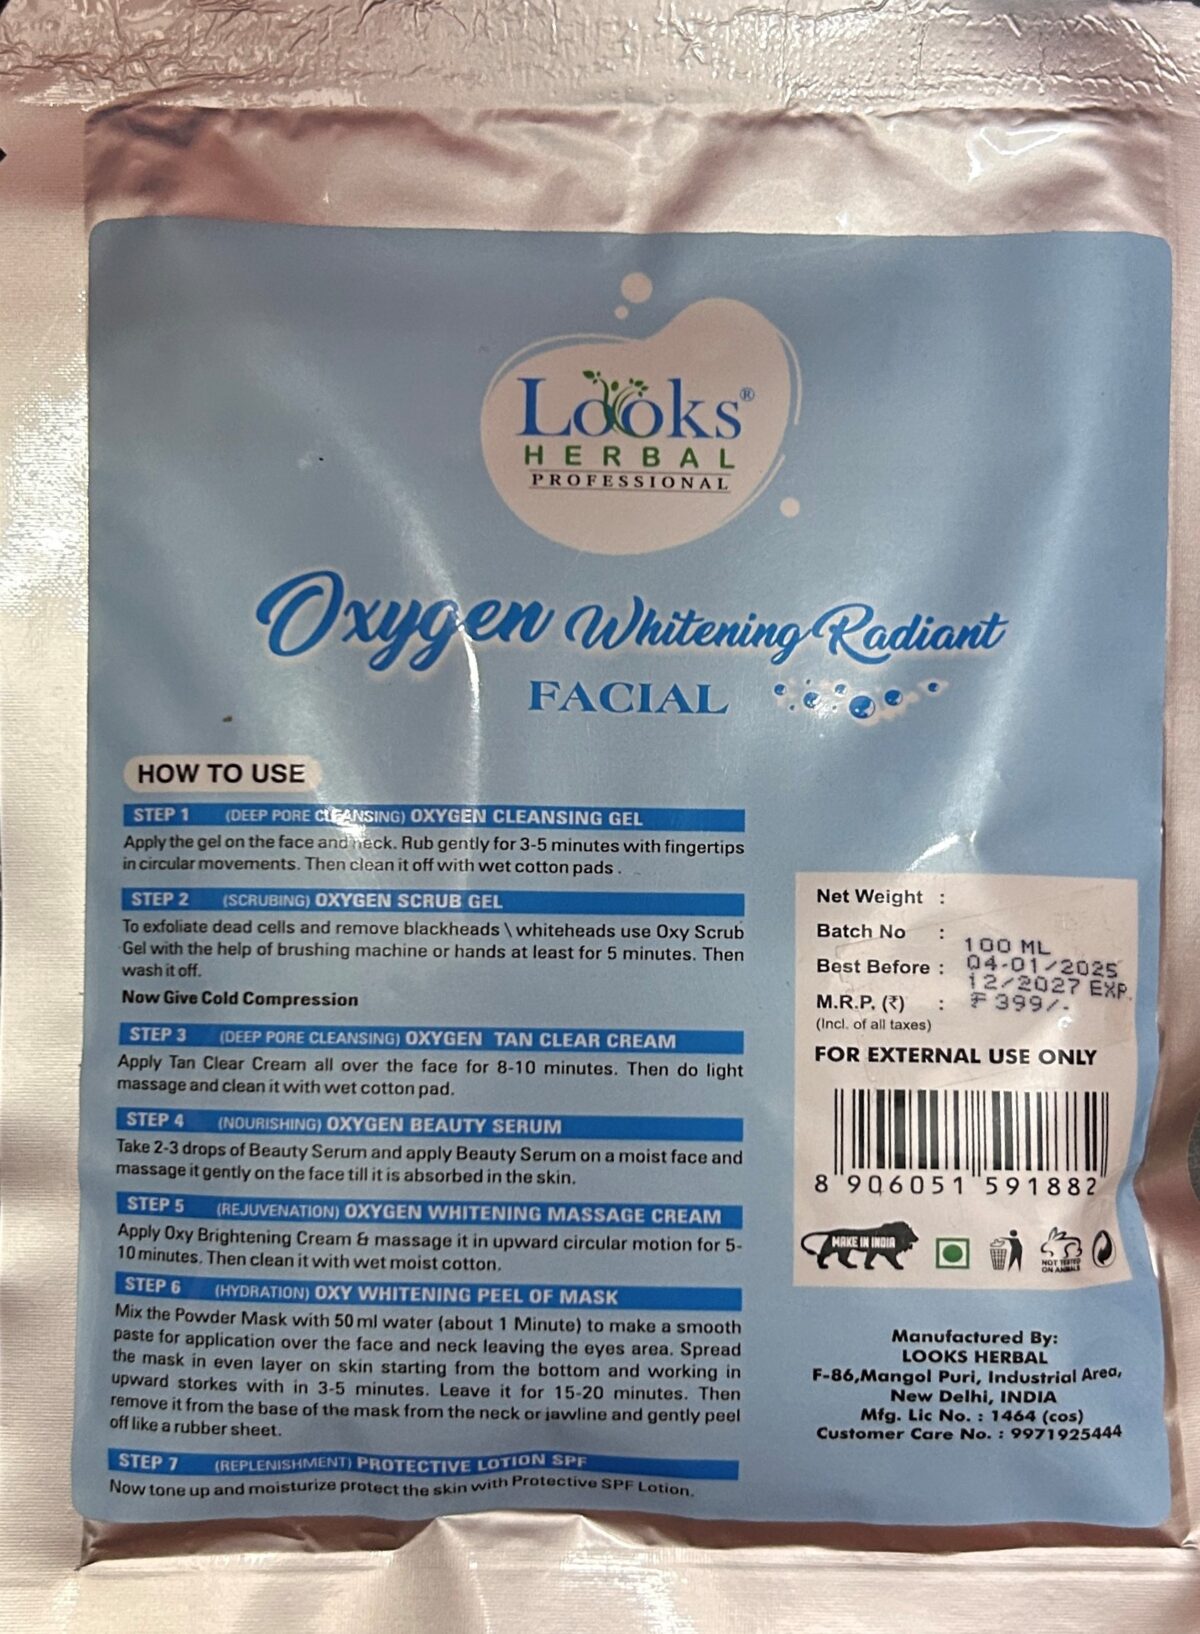 Looks®
HERBAL
PROFESSIONAL
Oxygen Whitening Radiant
FACIAL
HOW TO USE
STEP 1 (DEEP PORE CLEANSING) OXYGEN CLEANSING GEL
Apply the gel on the face and neck. Rub gently for 3-5 minutes with fingertips
in circular movements. Then clean it off with wet cotton pads .
STEP 2 (SCRUBING) OXYGEN SCRUB GEL
To exfoliate dead cells and remove blackheads \ whiteheads use Oxy Scrub
Gel with the help of brushing machine or hands at least for 5 minutes. Then
wash it off.
Now Give Cold Compression
STEP 3 (DEEP PORE CLEANSING) OXYGEN TAN CLEAR CREAM
Apply Tan Clear Cream all over the face for 8-10 minutes. Then do light
massage and clean it with wet cotton pad.
STEP 4 (NOURISHING) OXYGEN BEAUTY SERUM
Take 2-3 drops of Beauty Serum and apply Beauty Serum on a moist face and
massage it gently on the face till it is absorbed in the skin.
STEP 5 (REJUVENATION) OXYGEN WHITENING MASSAGE CREAM
Apply Oxy Brightening Cream & massage it in upward circular motion for 5-
10 minutes. Then clean it with wet moist cotton.
STEP 6 (HYDRATION) OXY WHITENING PEEL OF MASK
Mix the Powder Mask with 50 ml water (about 1 Minute) to make a smooth
paste for application over the face and neck leaving the eyes area. Spread
the mask in even layer on skin starting from the bottom and working in
upward storkes with in 3-5 minutes. Leave it for 15-20 minutes. Then
remove it from the base of the mask from the neck or jawline and gently peel
off like a rubber sheet.
STEP 7 (REPLENISHMENT) PROTECTIVE LOTION SPF
Now tone up and moisturize protect the skin with Protective SPF Lotion.
Net Weight :
Batch No :
Best Before :
M.R.P. (₹) :
(Incl. of all taxes)
100 ML
04-01/2025
12/2027 EXP.
₹ 399/-
FOR EXTERNAL USE ONLY
8 906051 591882
MAKE IN INDIA
NOT TESTED
ON ANIMALS
Manufactured By:
LOOKS HERBAL
F-86,Mangol Puri, Industrial Area,
New Delhi, INDIA
Mfg. Lic No. : 1464 (cos)
Customer Care No. : 9971925444